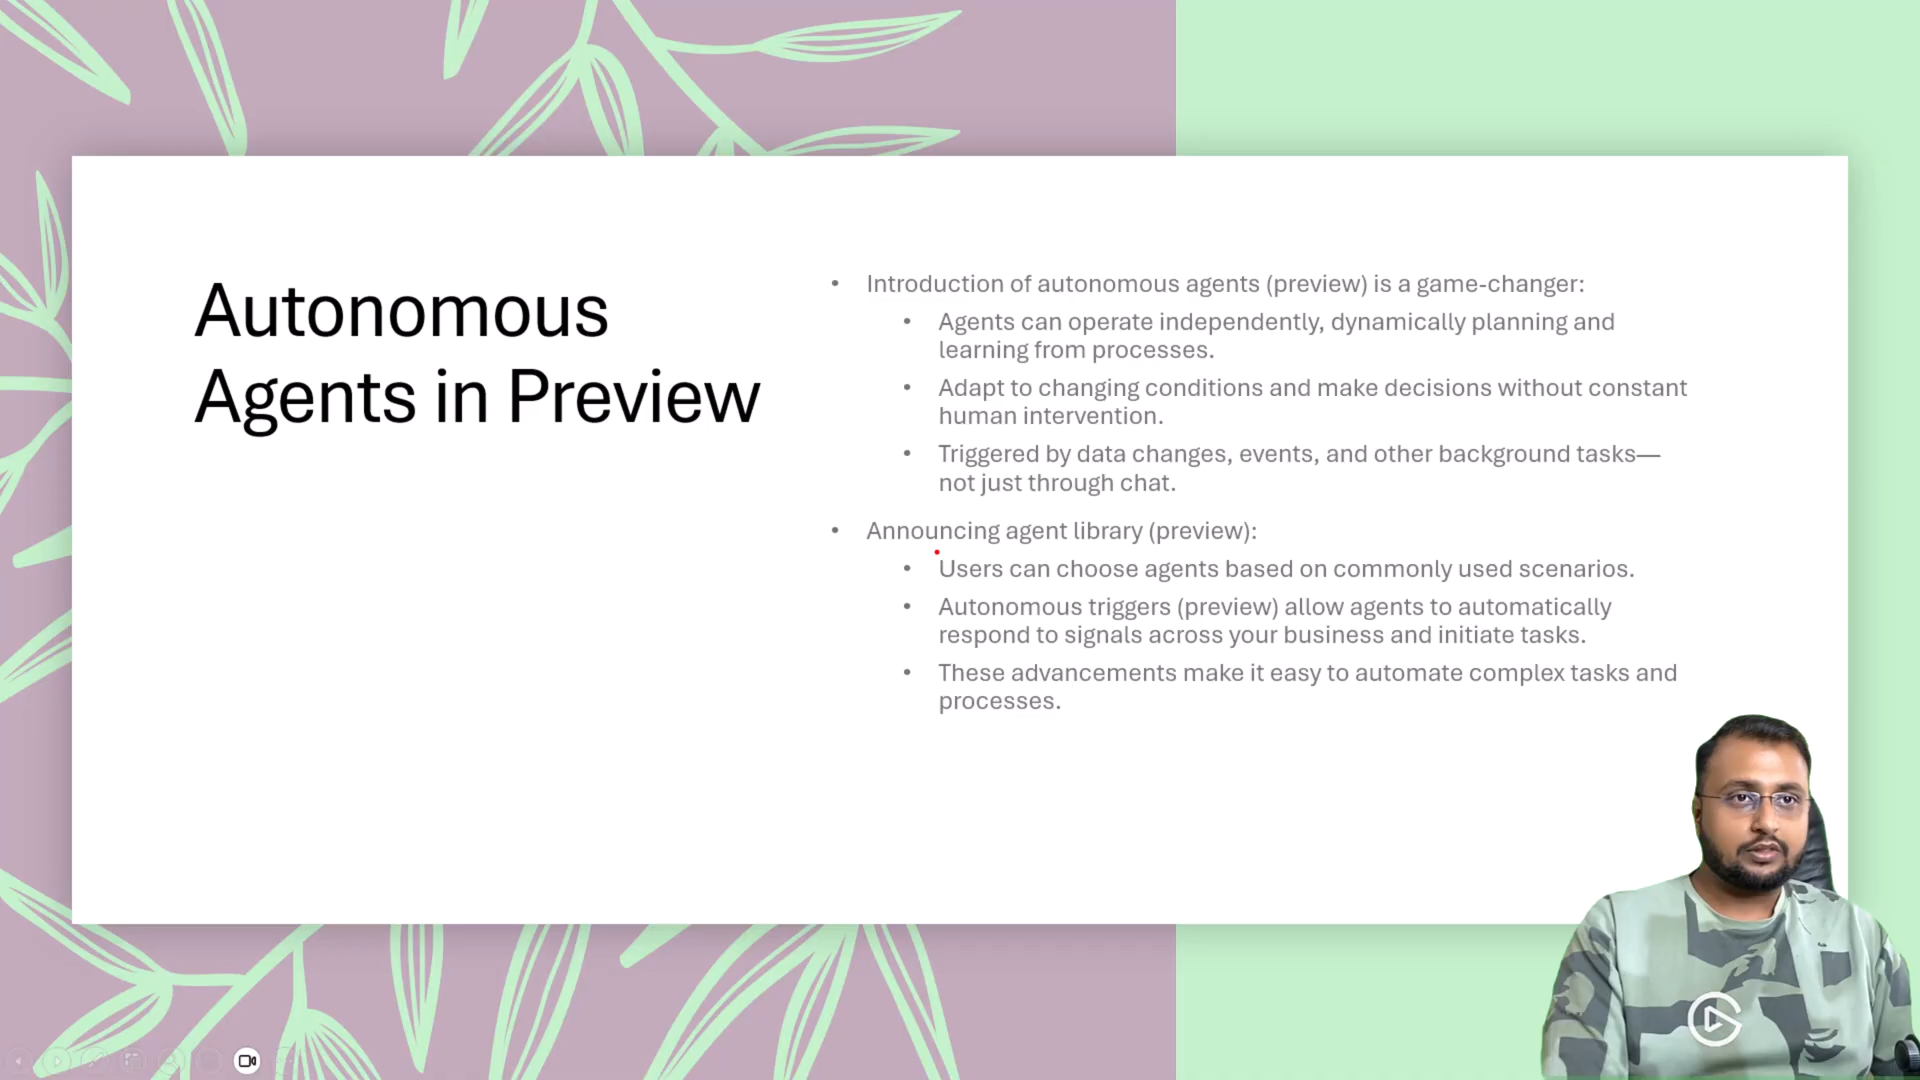 Autonomous
Agents in Preview
• Introduction of autonomous agents (preview) is a game-changer:
• Agents can operate independently, dynamically planning and
learning from processes.
• Adapt to changing conditions and make decisions without constant
human intervention.
• Triggered by data changes, events, and other background tasks—
not just through chat.
• Announcing agent library (preview):
• Users can choose agents based on commonly used scenarios.
• Autonomous triggers (preview) allow agents to automatically
respond to signals across your business and initiate tasks.
• These advancements make it easy to automate complex tasks and
processes.